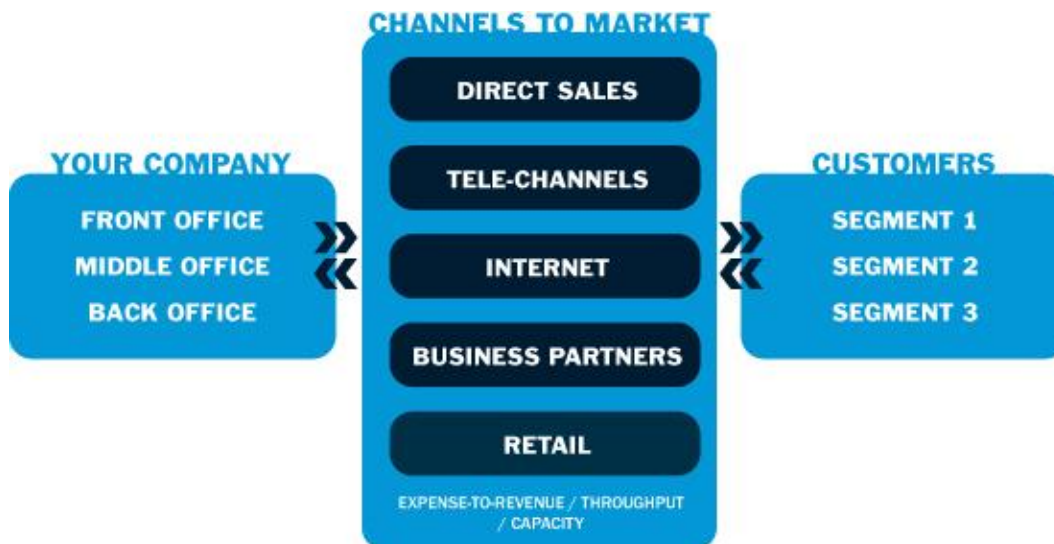 CHANNELS TO MARKET
DIRECT SALES
TELE-CHANNELS
INTERNET
BUSINESS PARTNERS
RETAIL
EXPENSE-TO-REVENUE / THROUGHPUT
/ CAPACITY
YOUR COMPANY
FRONT OFFICE
MIDDLE OFFICE
BACK OFFICE
CUSTOMERS
SEGMENT 1
SEGMENT 2
SEGMENT 3